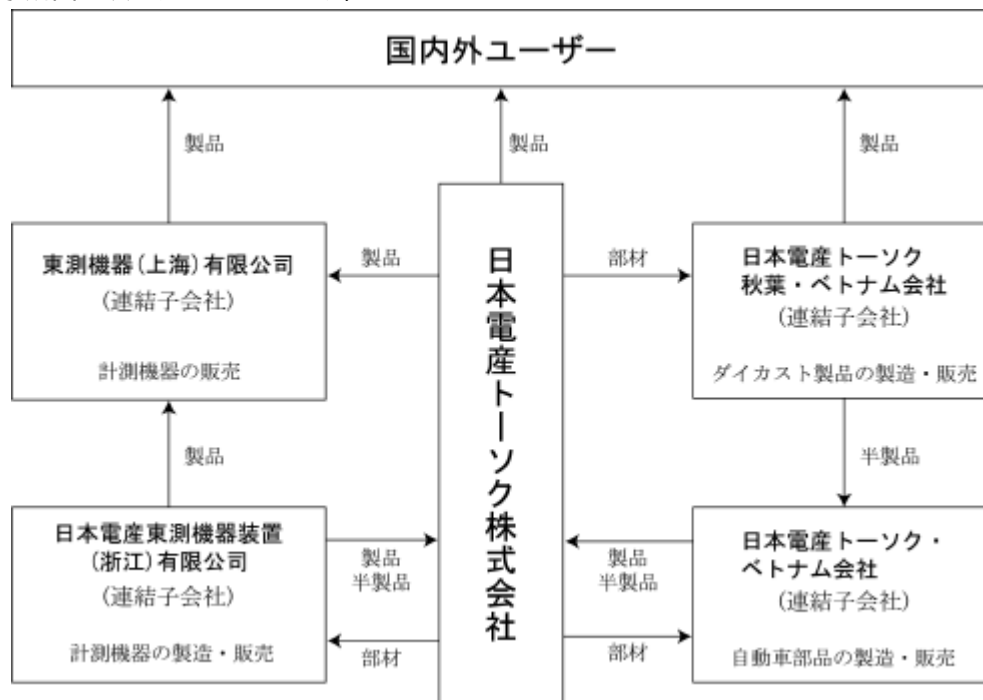 国内外ユーザー
製品
製品
製品
東測機器(上海)有限公司
(連結子会社)
計測機器の販売
製品
部材
日本電産トーソク
秋葉・ベトナム会社
(連結子会社)
ダイカスト製品の製造・販売
日本電産トーソク株式会社
製品
半製品
日本電産東測機器装置
(浙江)有限公司
(連結子会社)
計測機器の製造・販売
製品
半製品
部材
製品
半製品
部材
日本電産トーソク・
ベトナム会社
(連結子会社)
自動車部品の製造・販売